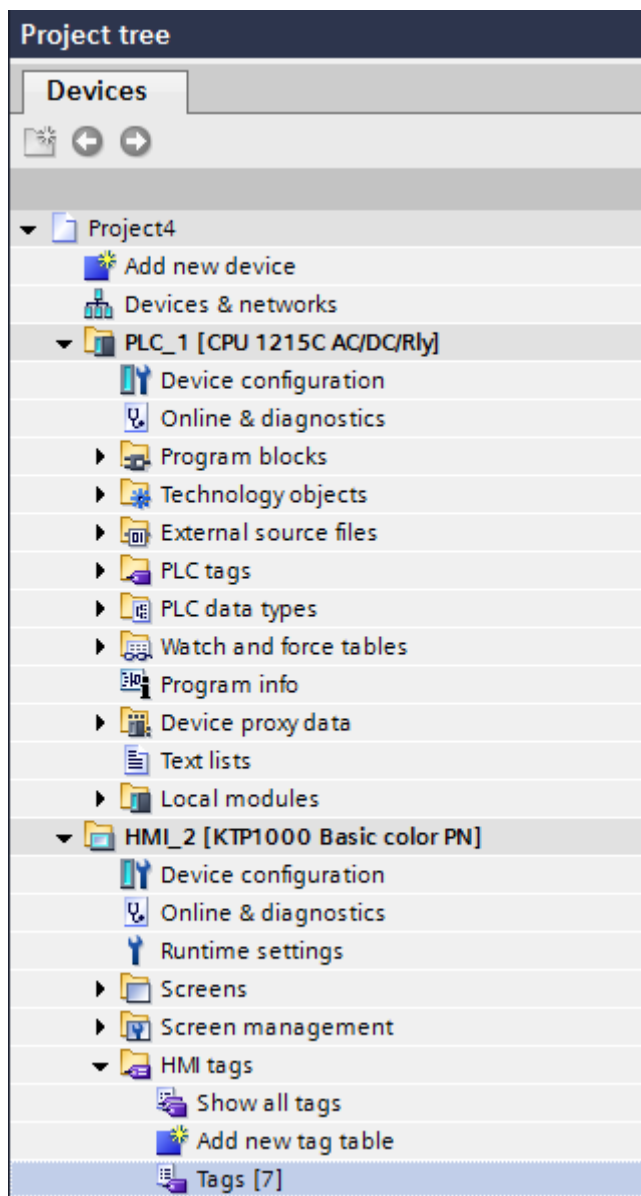 Project tree
Devices
Project4
Add new device
Devices & networks
PLC_1 [CPU 1215C AC/DC/Rly]
Device configuration
Online & diagnostics
Program blocks
Technology objects
External source files
PLC tags
PLC data types
Watch and force tables
Program info
Device proxy data
Text lists
Local modules
HMI_2 [KTP1000 Basic color PN]
Device configuration
Online & diagnostics
Runtime settings
Screens
Screen management
HMI tags
Show all tags
Add new tag table
Tags [7]